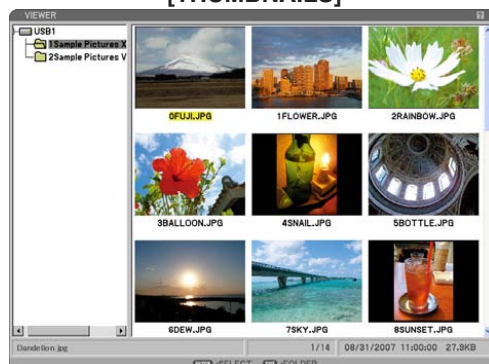 [THUMBNAILS]
VIEWER
USB1
1Sample Pictures X
2Sample Pictures V
0FUJI.JPG
1FLOWER.JPG
2RAINBOW.JPG
3BALLOON.JPG
4SNAIL.JPG
5BOTTLE.JPG
6DEW.JPG
7SKY.JPG
8SUNSET.JPG
Dandelion.jpg
1/14
08/31/2007 11:00:00 27.9KB
ENTER :SELECT EXIT :FOLDER